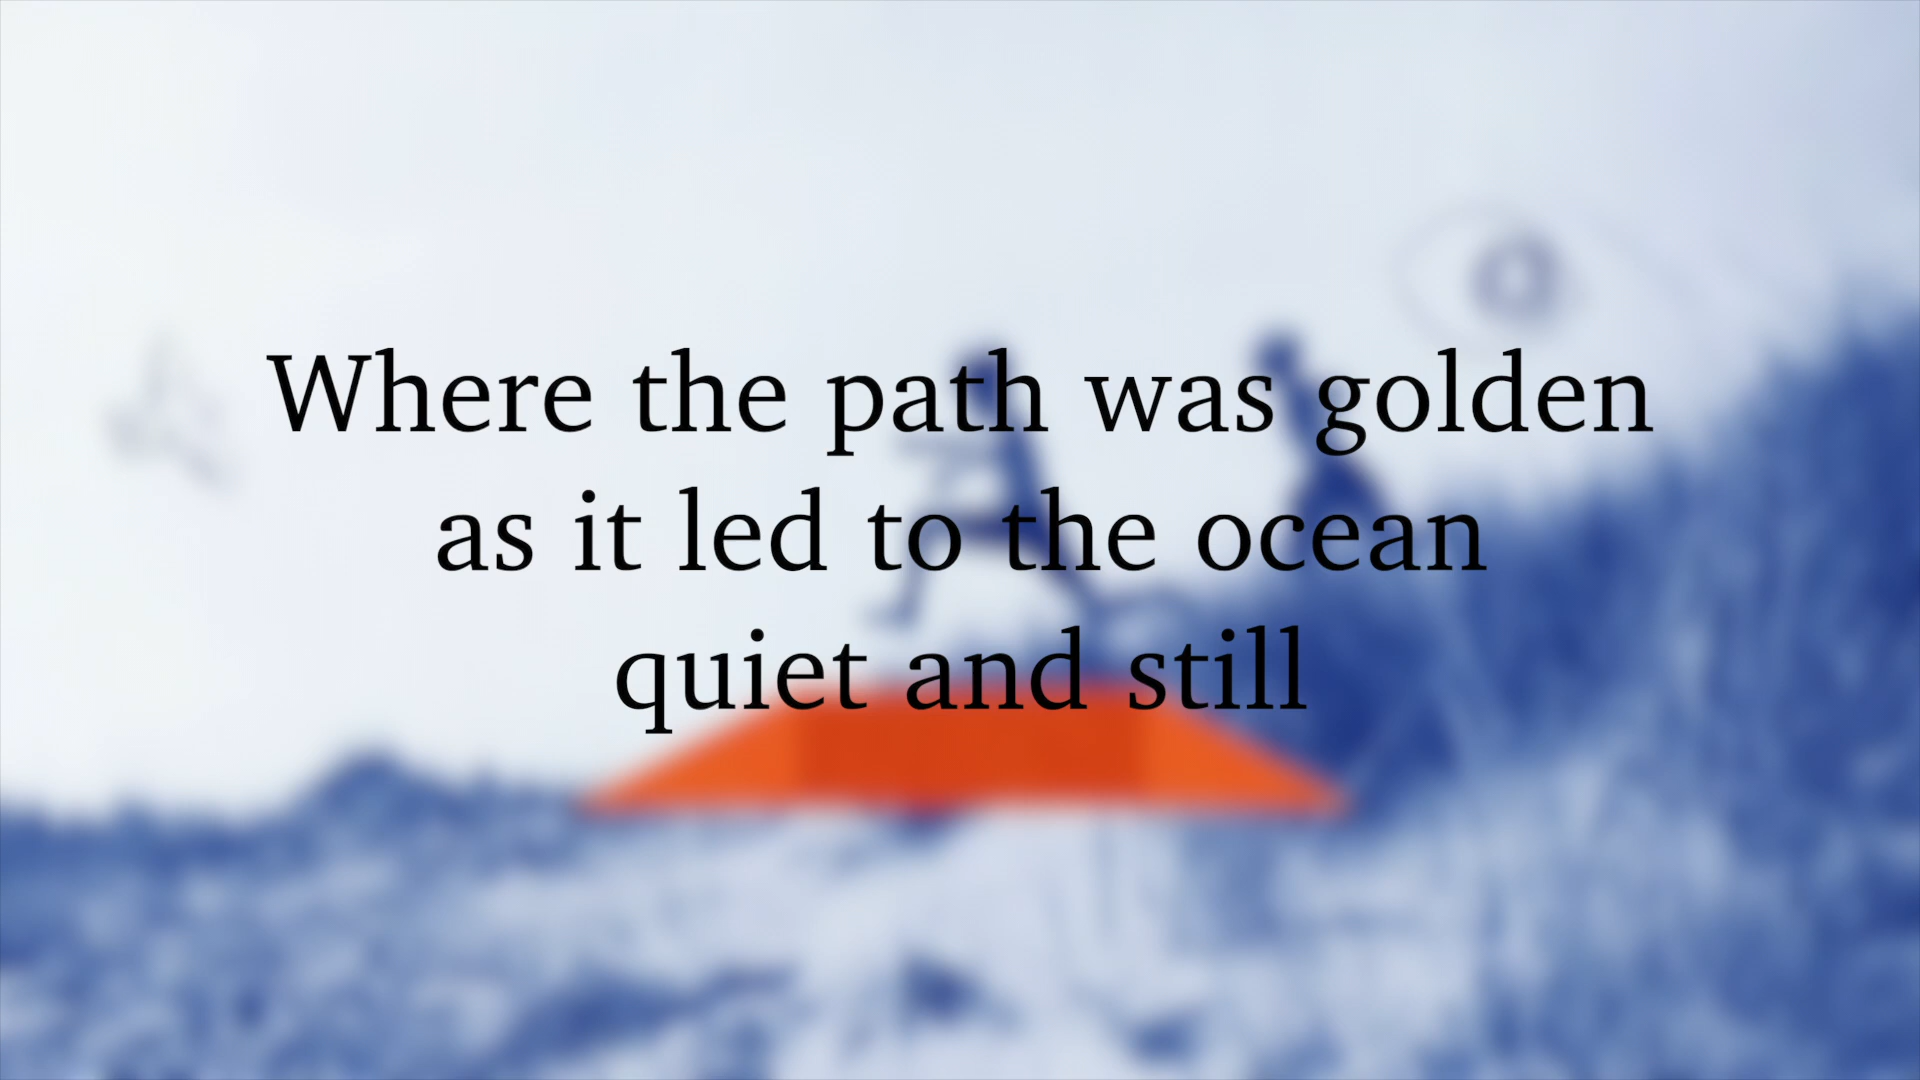 Where the path was golden
as it led to the ocean
quiet and still